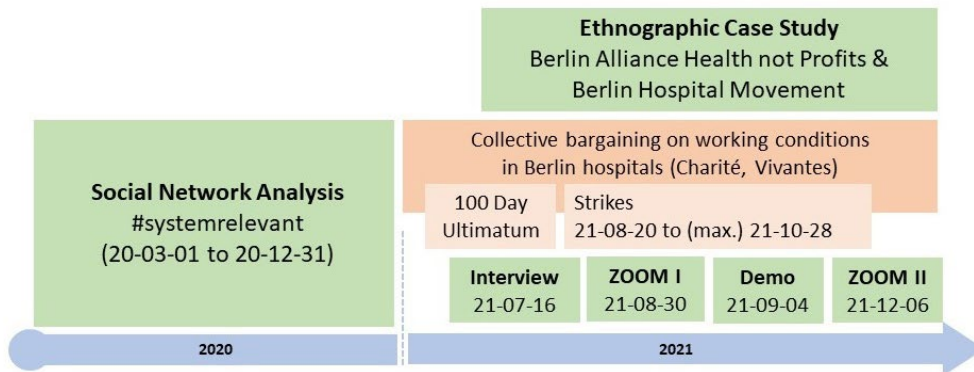 Ethnographic Case Study
Berlin Alliance Health not Profits &
Berlin Hospital Movement
Social Network Analysis
#systemrelevant
(20-03-01 to 20-12-31)
Collective bargaining on working conditions
in Berlin hospitals (Charité, Vivantes)
100 Day
Ultimatum
Strikes
21-08-20 to (max.) 21-10-28
Interview
21-07-16
ZOOM I
21-08-30
Demo
21-09-04
ZOOM II
21-12-06
2020
2021